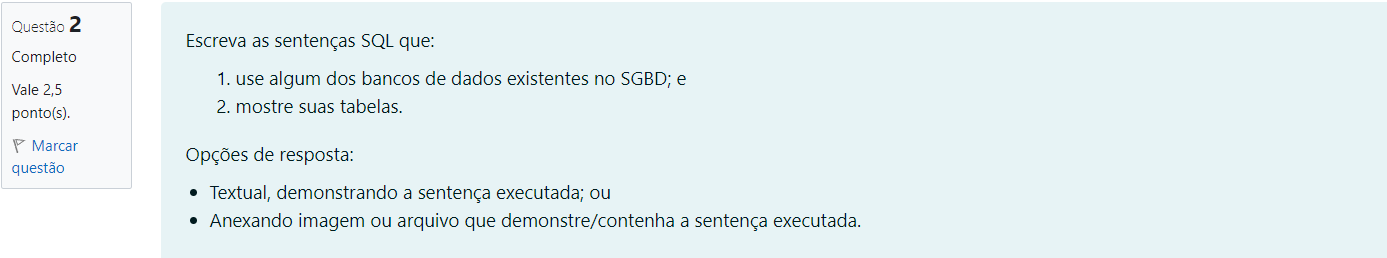 Questão 2
Completo
Vale 2,5
ponto(s).
Marcar
questão
Escreva as sentenças SQL que:
1. use algum dos bancos de dados existentes no SGBD; e
2. mostre suas tabelas.
Opções de resposta:
• Textual, demonstrando a sentença executada; ou
• Anexando imagem ou arquivo que demonstre/contenha a sentença executada.